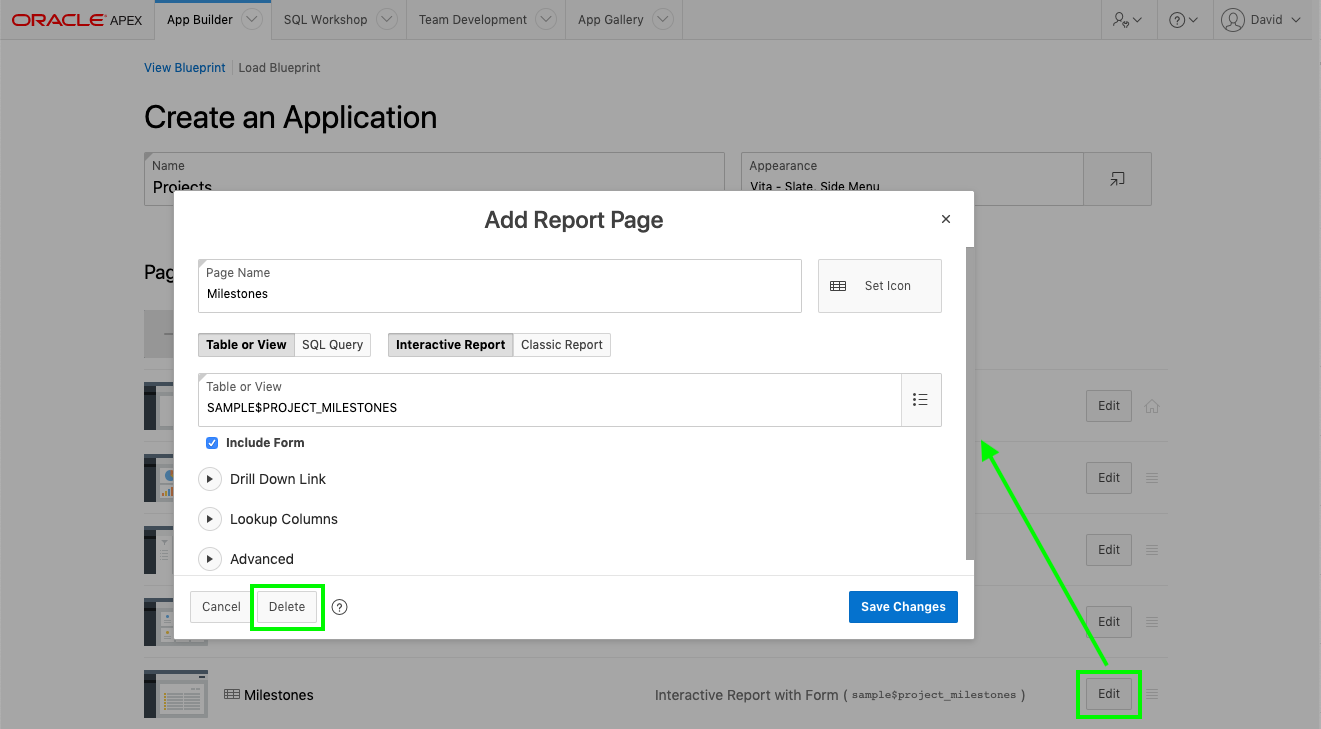 ORACLE APEX App Builder SQL Workshop Team Development App Gallery David
View Blueprint Load Blueprint
Create an Application
Name
Projects
Appearance
Vita - Slate, Side Menu
Add Report Page
Pag
Page Name
Milestones
Set Icon
Table or View SQL Query Interactive Report Classic Report
Table or View
SAMPLE$PROJECT_MILESTONES
Edit
Include Form
Drill Down Link
Edit
Lookup Columns
Edit
Advanced
Cancel Delete ? Save Changes
Edit
Milestones Interactive Report with Form ( sample$project_milestones ) Edit